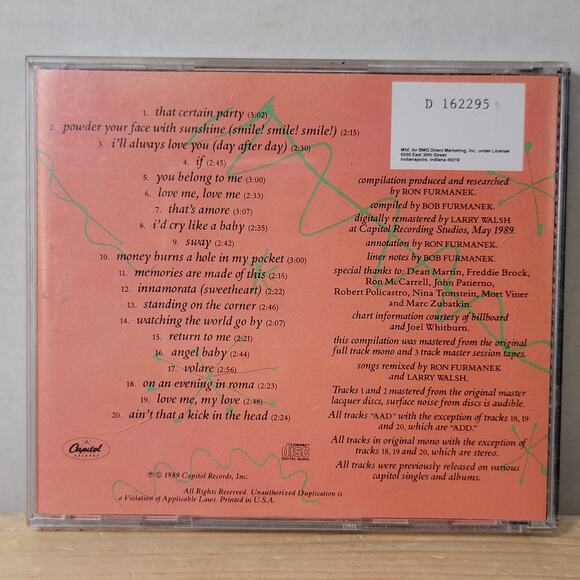 D 162295
Mfd. for BMG Direct Marketing, Inc. under License
6550 East 30th Street
Indianapolis, Indiana 46219
1. that certain party (3:02)
2. powder your face with sunshine (smile! smile! smile!) (2:15)
3. i'll always love you (day after day) (2:30)
4. if (2:45)
5. you belong to me (3:00)
6. love me, love me (2:33)
7. that's amore (3:07)
8. i'd cry like a baby (2:35)
9. sway (2:42)
10. money burns a hole in my pocket (3:00)
11. memories are made of this (2:15)
12. innamorata (sweetheart) (2:22)
13. standing on the corner (2:46)
14. watching the world go by (2:07)
15. return to me (2:21)
16. angel baby (2:44)
17. volare (2:56)
18. on an evening in roma (2:23)
19. love me, my love (2:48)
20. ain't that a kick in the head (2:24)
compilation produced and researched
by RON FURMANEK.
compiled by BOB FURMANEK.
digitally remastered by LARRY WALSH
at Capitol Recording Studios, May 1989.
annotation by RON FURMANEK.
liner notes by BOB FURMANEK.
special thanks to: Dean Martin, Freddie Brock,
Ron McCarrell, John Patierno,
Robert Policastro, Nina Tronstein, Mort Viner
and Marc Zubatkin.
chart information courtesy of billboard
and Joel Whitburn.
this compilation was mastered from the original
full track mono and 3 track master session tapes.
songs remixed by RON FURMANEK
and LARRY WALSH.
Tracks 1 and 2 mastered from the original master
lacquer discs, surface noise from discs is audible.
All tracks "AAD" with the exception of tracks 18, 19
and 20, which are "ADD."
All tracks in original mono with the exception of
tracks 18, 19 and 20, which are stereo.
All tracks were previously released on various
capitol singles and albums.
Capitol
RECORDS
COMPACT
disc
DIGITAL AUDIO
℗ © 1989 Capitol Records, Inc.
All Rights Reserved. Unauthorized Duplication is
a Violation of Applicable Laws. Printed in U.S.A.